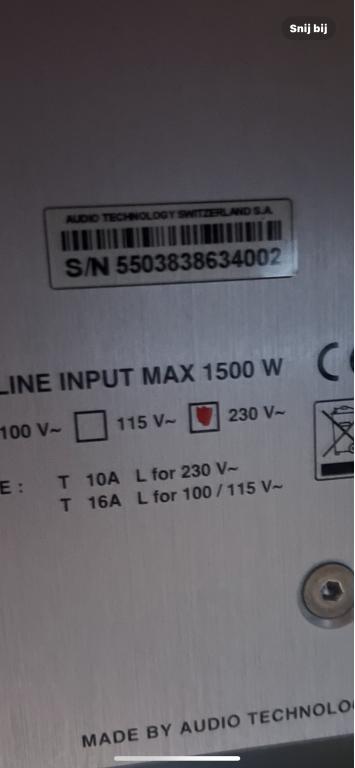 Snij bij
AUDIO TECHNOLOGY SWITZERLAND S.A.
S/N 5503838634002
LINE INPUT MAX 1500 W
100 V~ 115 V~ 230 V~
E : T 10A L for 230 V~
T 16A L for 100 / 115 V~
MADE BY AUDIO TECHNOLO